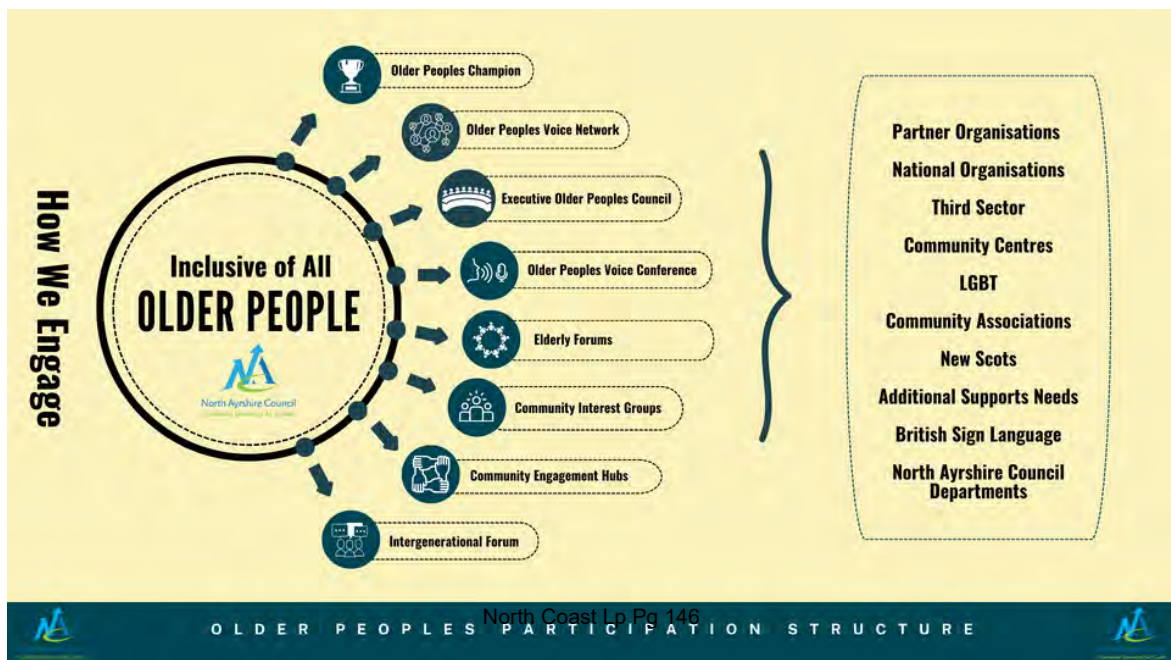 How We Engage
Inclusive of All
OLDER PEOPLE
North Ayrshire Council
Older Peoples Champion
Older Peoples Voice Network
Executive Older Peoples Council
Older Peoples Voice Conference
Elderly Forums
Community Interest Groups
Community Engagement Hubs
Intergenerational Forum
Partner Organisations
National Organisations
Third Sector
Community Centres
LGBT
Community Associations
New Scots
Additional Supports Needs
British Sign Language
North Ayrshire Council
Departments
North Coast Lp Pg 146
OLDER PEOPLES PARTICIPATION STRUCTURE